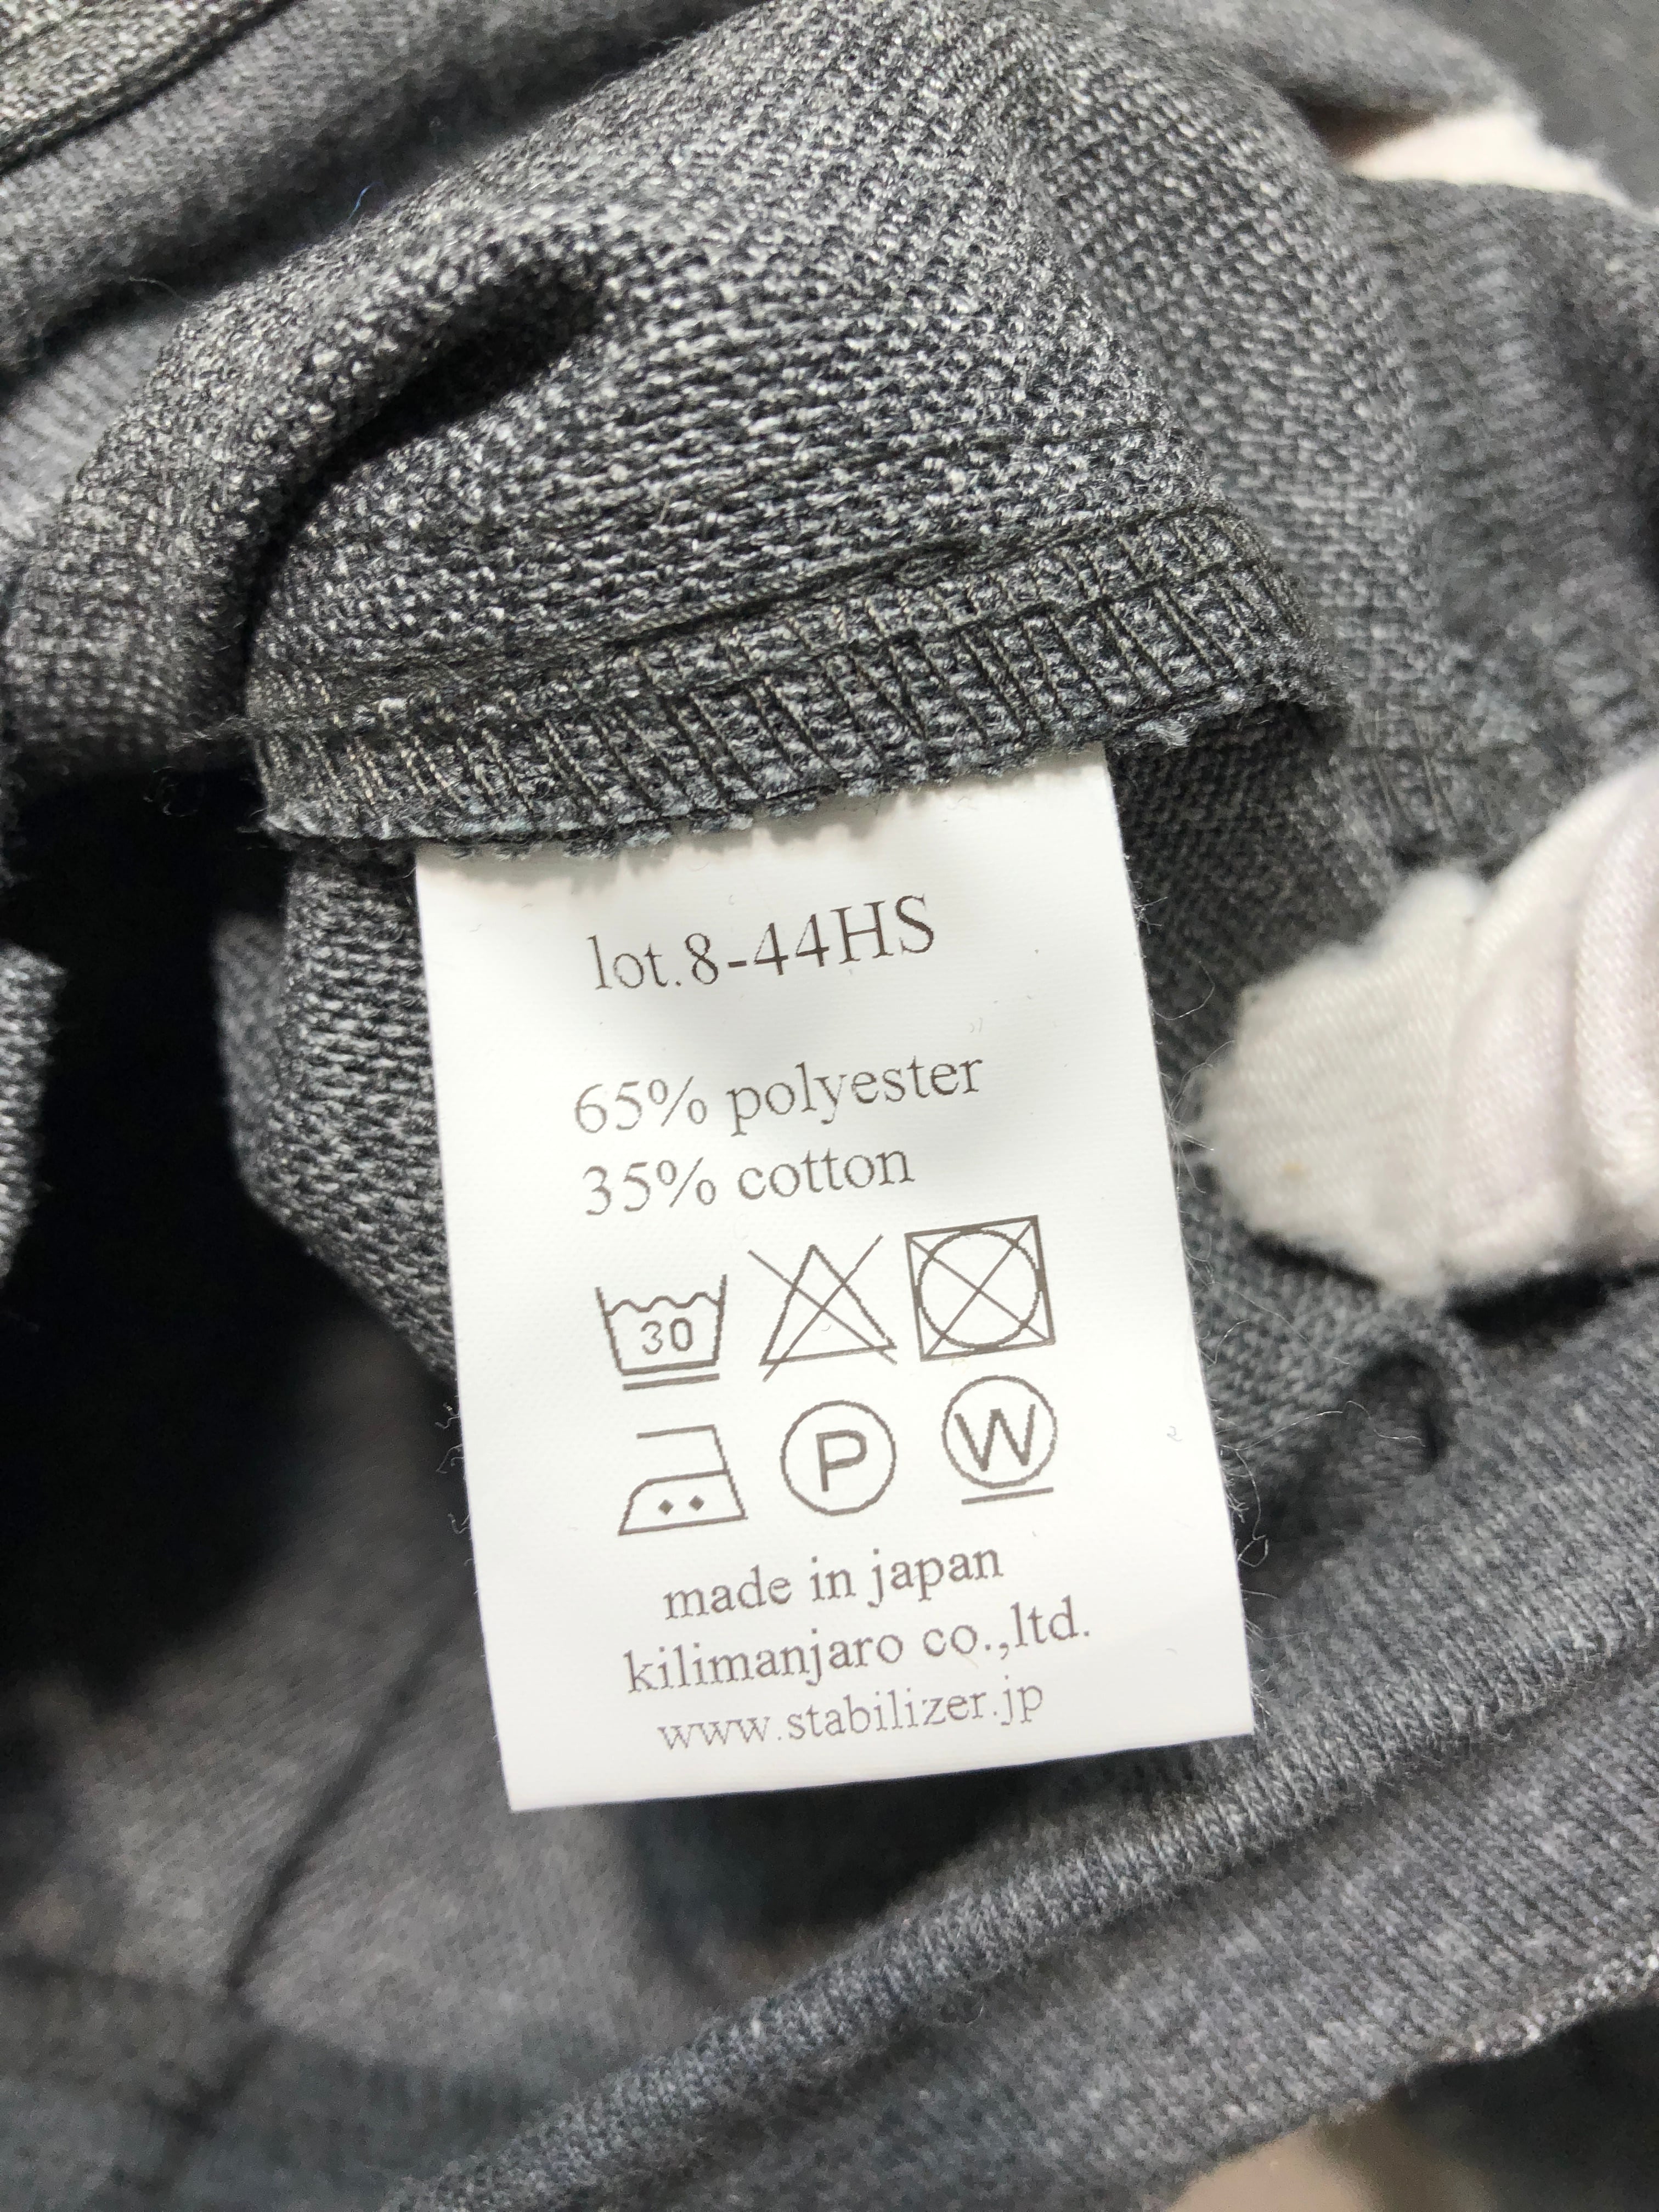 lot.8-44HS
65% polyester
35% cotton
30
P W
made in japan
kilimanjaro co.,ltd.
www.stabilizer.jp